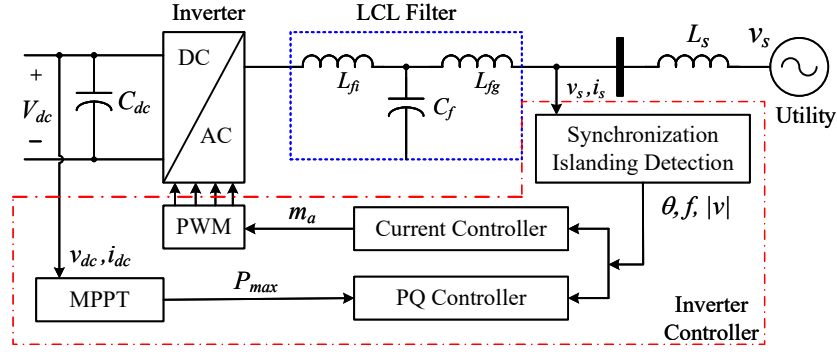 Inverter
LCL Filter
DC
AC
+
V_dc
−
C_dc
L_fi
L_fg
C_f
v_s, i_s
L_s
v_s
Utility
Synchronization
Islanding Detection
θ, f, |v|
PWM
m_a
Current Controller
v_dc, i_dc
MPPT
P_max
PQ Controller
Inverter
Controller